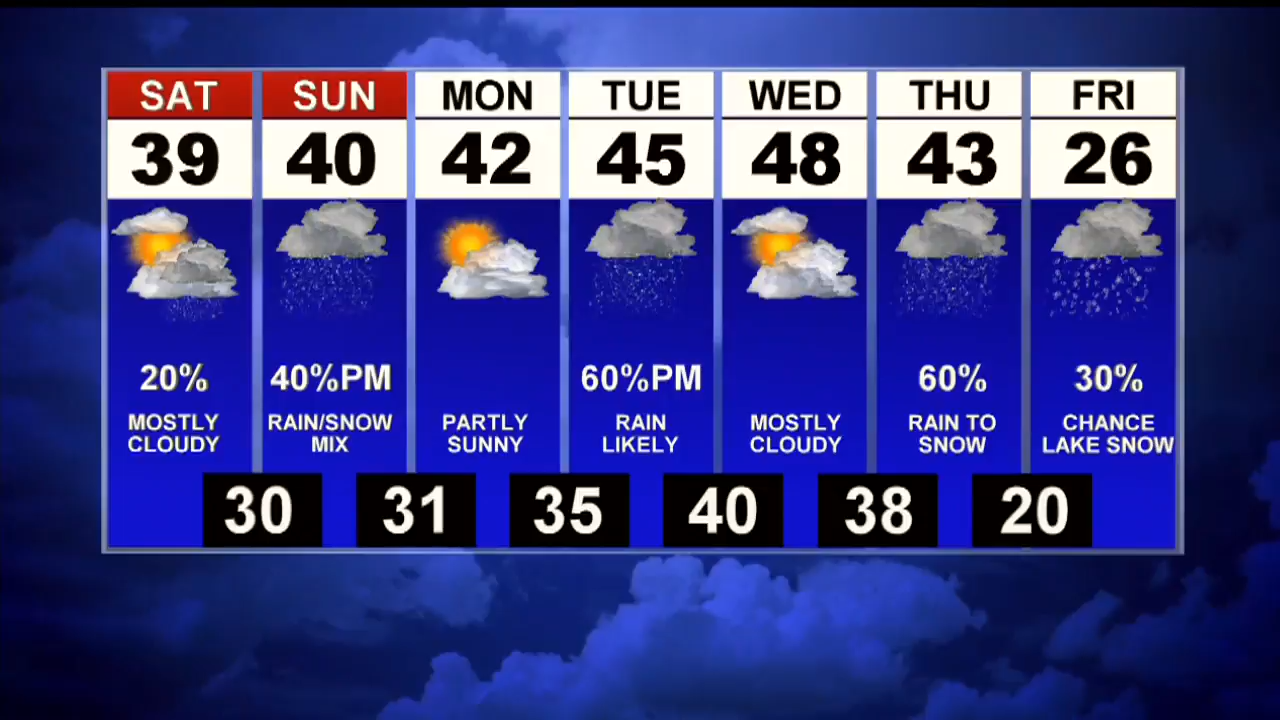 SAT SUN MON TUE WED THU FRI
39 40 42 45 48 43 26
20% 40%PM 60%PM 60% 30%
MOSTLY RAIN/SNOW PARTLY RAIN MOSTLY RAIN TO CHANCE
CLOUDY MIX SUNNY LIKELY CLOUDY SNOW LAKE SNOW
30 31 35 40 38 20